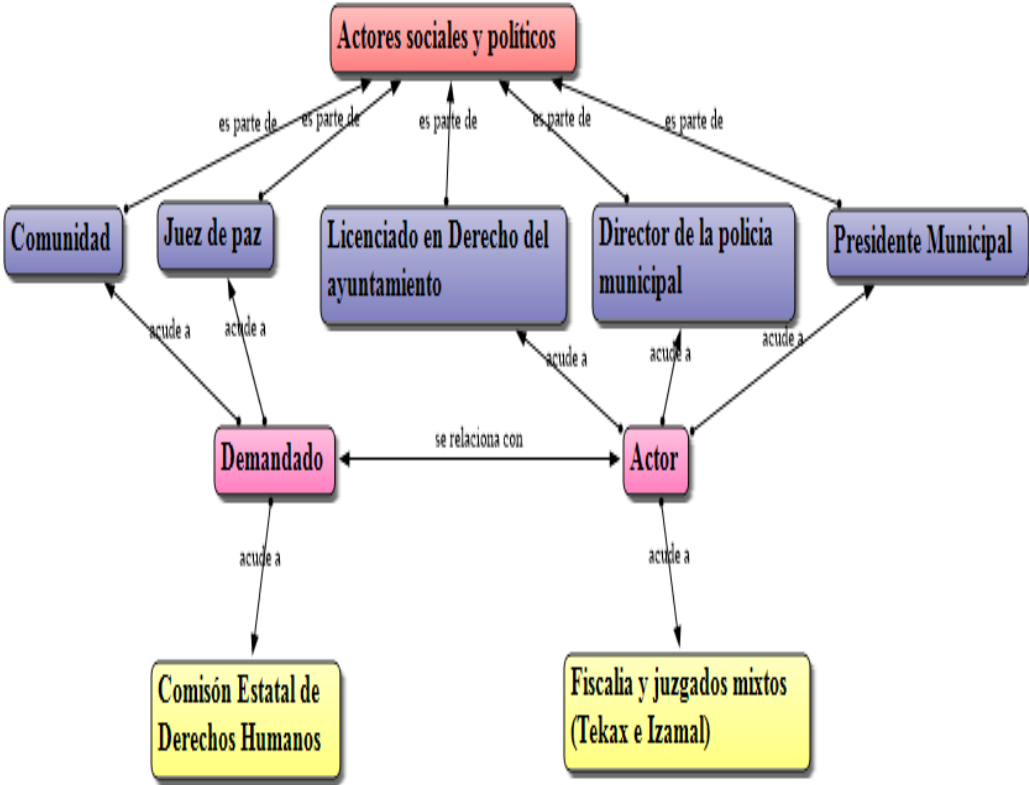 Actores sociales y políticos
es parte de
es parte de
es parte de
es parte de
es parte de
Comunidad
Juez de paz
Licenciado en Derecho del
ayuntamiento
Director de la policia
municipal
Presidente Municipal
acude a
acude a
acude a
acude a
acude a
Demandado
se relaciona con
Actor
acude a
acude a
Comisón Estatal de
Derechos Humanos
Fiscalia y juzgados mixtos
(Tekax e Izamal)